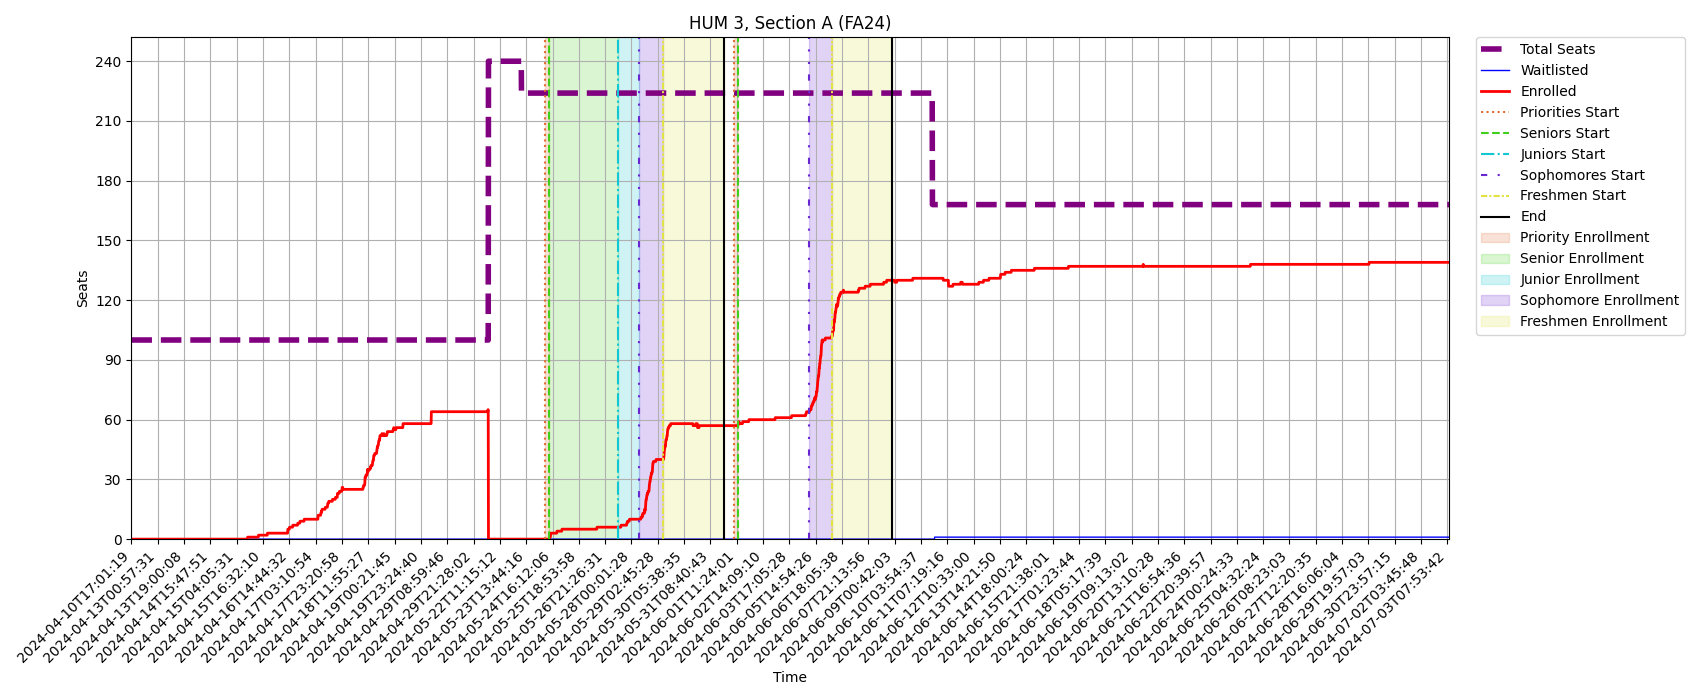 HUM 3, Section A (FA24)
Total Seats
Waitlisted
Enrolled
Priorities Start
Seniors Start
Juniors Start
Sophomores Start
Freshmen Start
End
Priority Enrollment
Senior Enrollment
Junior Enrollment
Sophomore Enrollment
Freshmen Enrollment
Seats
240
210
180
150
120
90
60
30
0
2024-04-10T17:01:19
2024-04-13T00:57:31
2024-04-13T19:00:08
2024-04-14T15:47:51
2024-04-15T04:05:31
2024-04-15T16:32:10
2024-04-16T14:44:32
2024-04-17T03:10:54
2024-04-17T23:20:58
2024-04-18T11:55:27
2024-04-19T00:21:45
2024-04-19T23:24:40
2024-04-29T08:59:46
2024-04-29T21:28:02
2024-05-22T11:15:12
2024-05-23T13:44:16
2024-05-24T16:12:06
2024-05-25T18:53:58
2024-05-26T21:26:31
2024-05-28T00:01:28
2024-05-29T02:45:28
2024-05-30T05:38:35
2024-05-31T08:40:43
2024-06-01T11:24:01
2024-06-02T14:09:10
2024-06-03T17:05:28
2024-06-05T14:54:26
2024-06-06T18:05:38
2024-06-07T21:13:56
2024-06-09T00:42:03
2024-06-10T03:54:37
2024-06-11T07:19:16
2024-06-12T10:33:00
2024-06-13T14:21:50
2024-06-14T18:00:24
2024-06-15T21:38:01
2024-06-17T01:23:44
2024-06-18T05:17:39
2024-06-19T09:13:02
2024-06-20T13:10:28
2024-06-21T16:54:36
2024-06-22T20:39:57
2024-06-24T00:24:33
2024-06-25T04:32:24
2024-06-26T08:23:03
2024-06-27T12:20:35
2024-06-28T16:06:04
2024-06-29T19:57:03
2024-06-30T23:57:15
2024-07-02T03:45:48
2024-07-03T07:53:42
Time